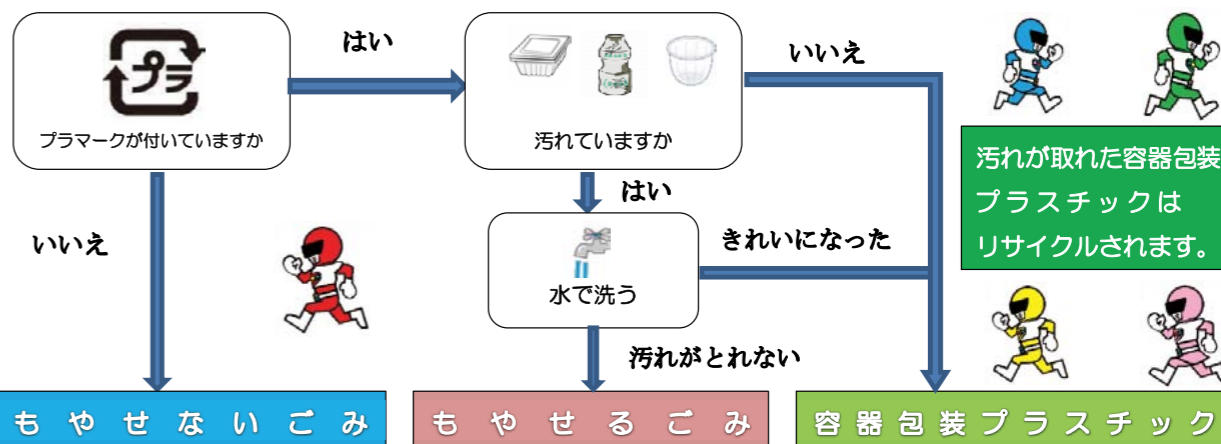 プラ
プラマークが付いていますか
はい
汚れていますか
いいえ
汚れが取れた容器包装
プラスチックは
リサイクルされます。
はい
いいえ
水で洗う
きれいになった
汚れがとれない
もやせないごみ
もやせるごみ
容器包装プラスチック